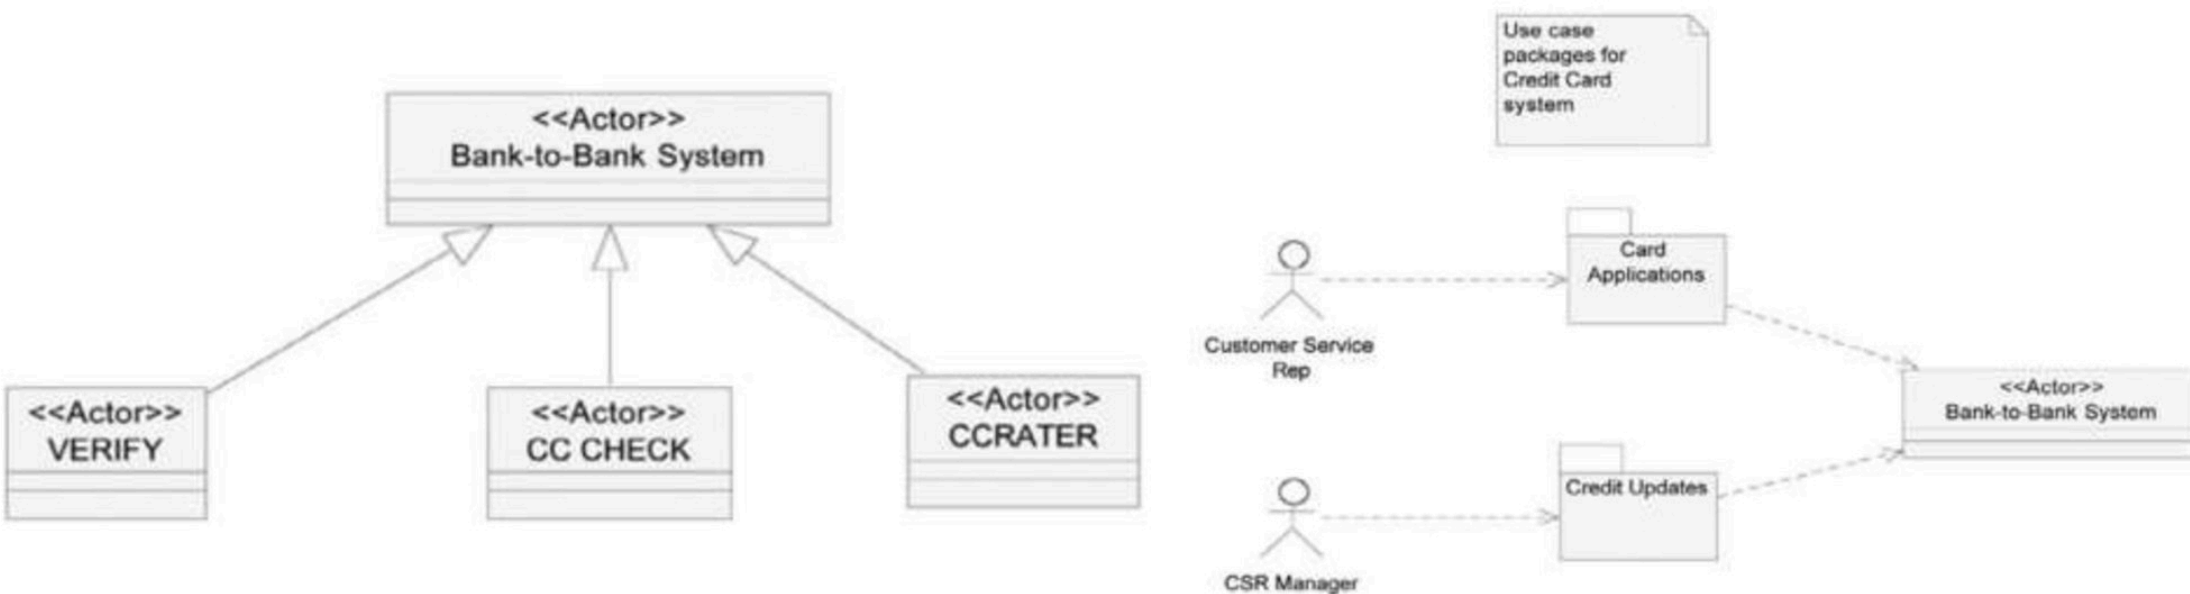 <<Actor>>
Bank-to-Bank System
<<Actor>>
VERIFY
<<Actor>>
CC CHECK
<<Actor>>
CCRATER
Use case
packages for
Credit Card
system
Card
Applications
Customer Service
Rep
<<Actor>>
Bank-to-Bank System
Credit Updates
CSR Manager